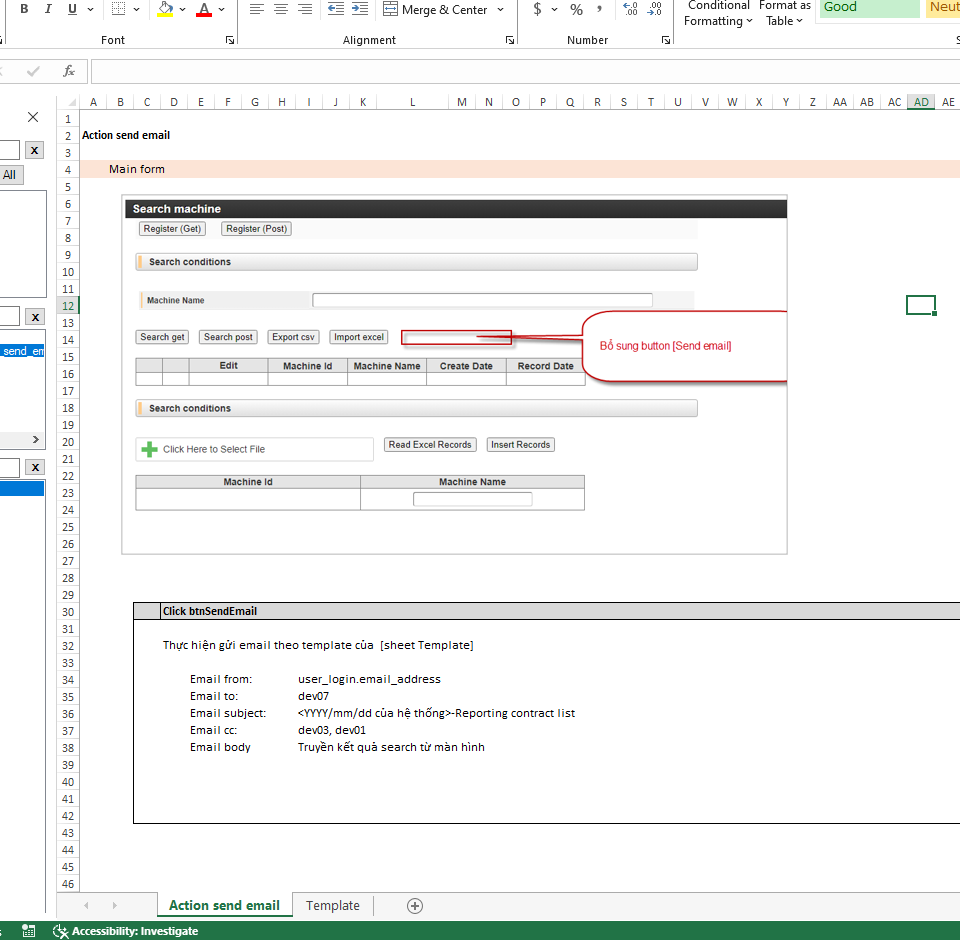 B I U A Merge & Center $ % , Conditional Formatting Format as Table Good
Font Alignment Number
fx
A B C D E F G H I J K L M N O P Q R S T U V W X Y Z AA AB AC AD AE
x
All
x
x
1
2 Action send email
3
4 Main form
5
6
7
8
9
10
11
12
13
14
15
16
17
18
19
20
21
22
23
24
25
26
27
28
29
Search machine
Register (Get) Register (Post)
Search conditions
Machine Name
Search get Search post Export csv Import excel
Bổ sung button [Send email]
Edit Machine Id Machine Name Create Date Record Date
Search conditions
Click Here to Select File Read Excel Records Insert Records
Machine Id Machine Name
30 Click btnSendEmail
31
32 Thực hiện gửi email theo template của [sheet Template]
33
34 Email from: user_login.email_address
35 Email to: dev07
36 Email subject: <YYYY/mm/dd của hệ thống>-Reporting contract list
37 Email cc: dev03, dev01
38 Email body Truyền kết quả search từ màn hình
39
40
41
42
43
44
45
46
Action send email Template
Accessibility: Investigate